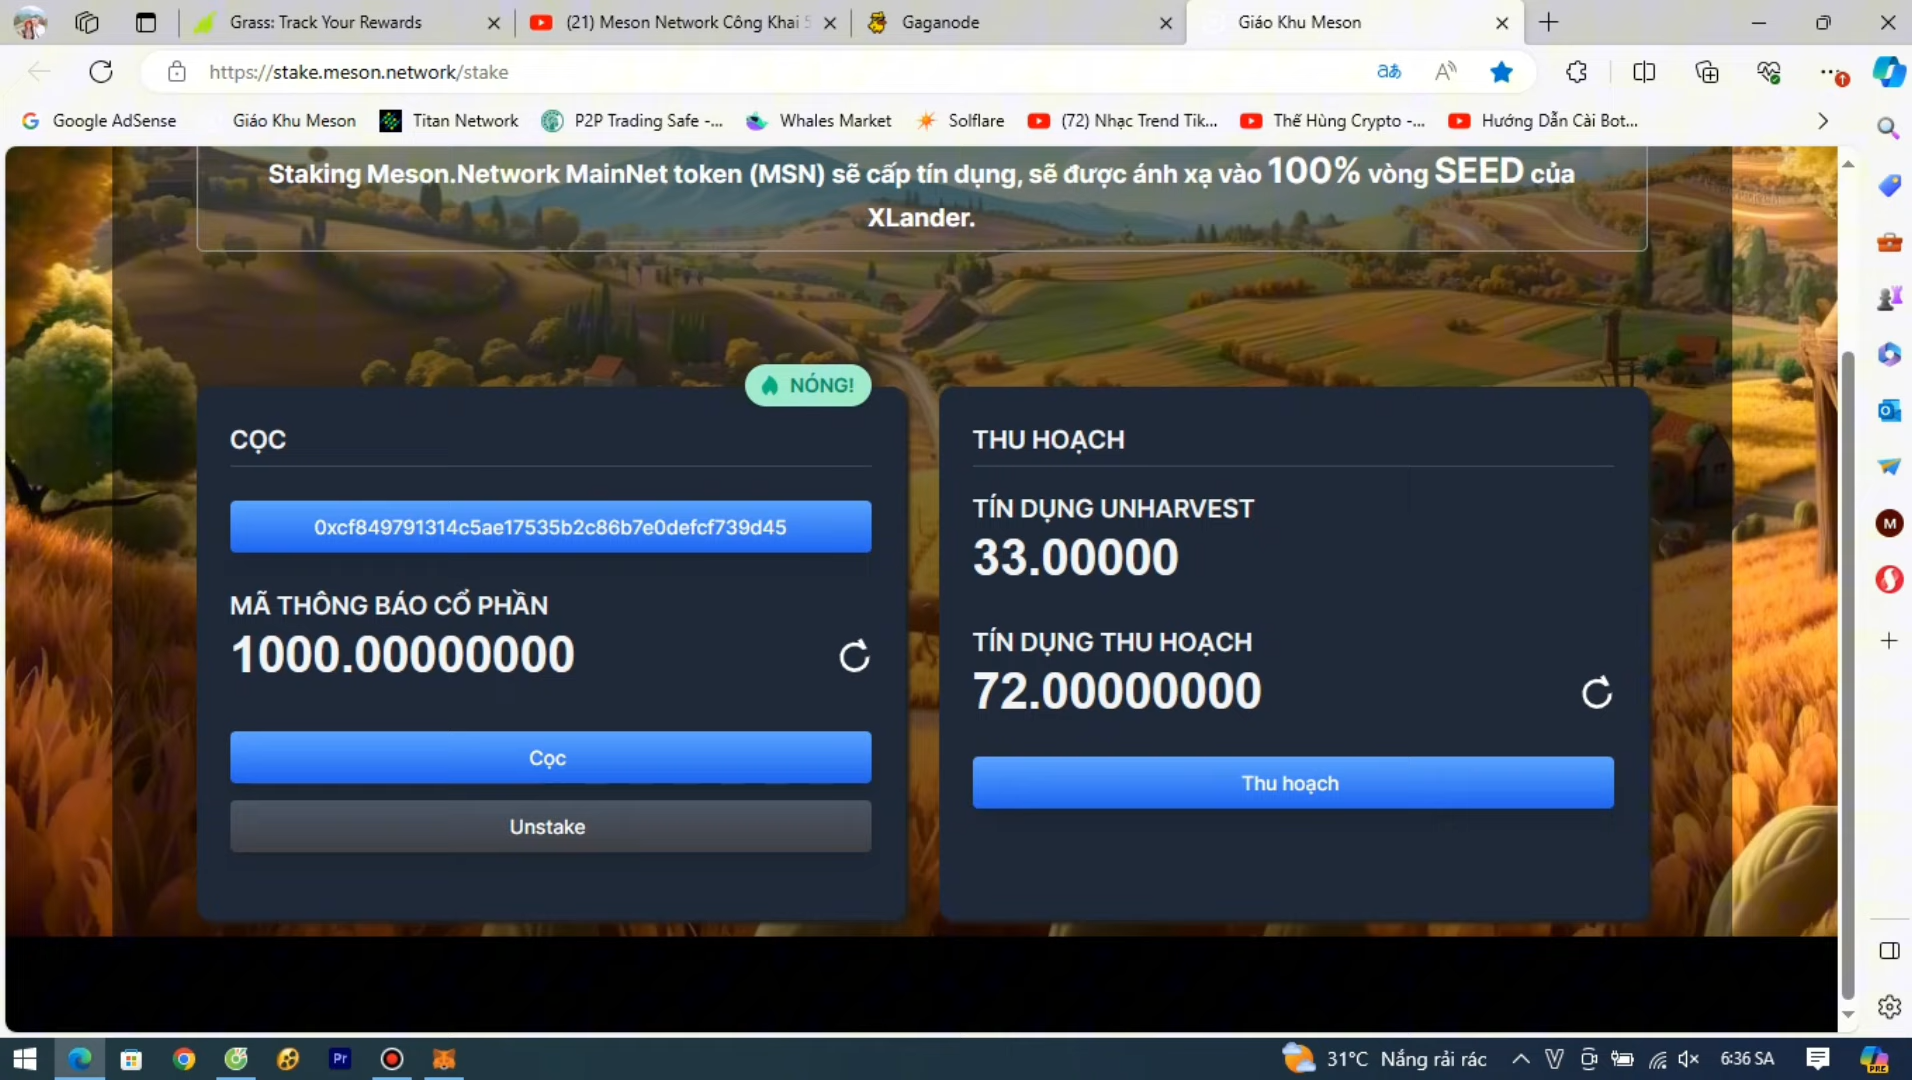 Grass: Track Your Rewards
(21) Meson Network Công Khai
Gaganode
Giáo Khu Meson
https://stake.meson.network/stake
Google AdSense
Giáo Khu Meson
Titan Network
P2P Trading Safe -...
Whales Market
Solflare
(72) Nhạc Trend Tik...
Thế Hùng Crypto -...
Hướng Dẫn Cài Bot...
Staking Meson.Network MainNet token (MSN) sẽ cấp tín dụng, sẽ được ánh xạ vào 100% vòng SEED của
XLander.
NÓNG!
CỌC
0xcf849791314c5ae17535b2c86b7e0defcf739d45
MÃ THÔNG BÁO CỔ PHẦN
1000.00000000
Cọc
Unstake
THU HOẠCH
TÍN DỤNG UNHARVEST
33.00000
TÍN DỤNG THU HOẠCH
72.00000000
Thu hoạch
M
Pr
31°C Nắng rải rác
6:36 SA
PRE